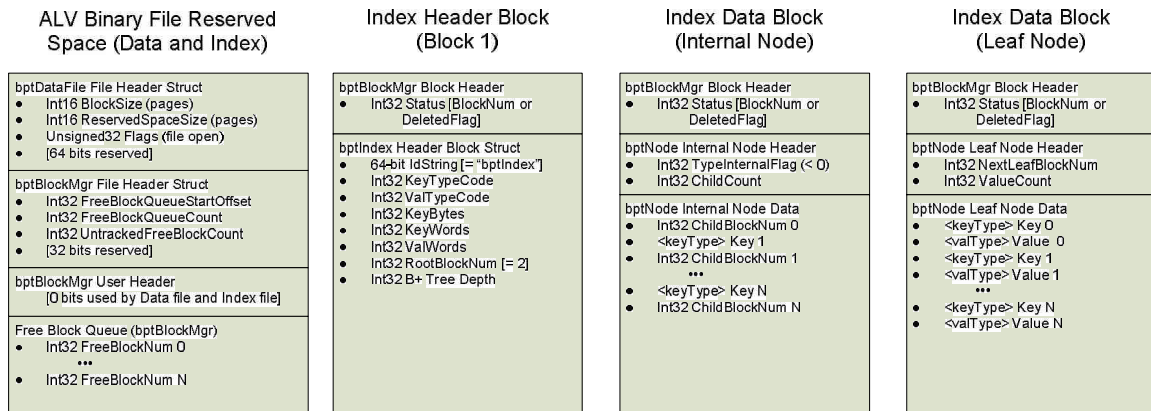 ALV Binary File Reserved
Space (Data and Index)
bptDataFile File Header Struct
● Int16 BlockSize (pages)
● Int16 ReservedSpaceSize (pages)
● Unsigned32 Flags (file open)
● [64 bits reserved]
bptBlockMgr File Header Struct
● Int32 FreeBlockQueueStartOffset
● Int32 FreeBlockQueueCount
● Int32 UntrackedFreeBlockCount
● [32 bits reserved]
bptBlockMgr User Header
[0 bits used by Data file and Index file]
Free Block Queue (bptBlockMgr)
● Int32 FreeBlockNum 0
•••
● Int32 FreeBlockNum N
Index Header Block
(Block 1)
bptBlockMgr Block Header
● Int32 Status [BlockNum or
DeletedFlag]
bptIndex Header Block Struct
● 64-bit IdString [= “bptIndex”]
● Int32 KeyTypeCode
● Int32 ValTypeCode
● Int32 KeyBytes
● Int32 KeyWords
● Int32 ValWords
● Int32 RootBlockNum [= 2]
● Int32 B+ Tree Depth
Index Data Block
(Internal Node)
bptBlockMgr Block Header
● Int32 Status [BlockNum or
DeletedFlag]
bptNode Internal Node Header
● Int32 TypeInternalFlag (< 0)
● Int32 ChildCount
bptNode Internal Node Data
● Int32 ChildBlockNum 0
● <keyType> Key 1
● Int32 ChildBlockNum 1
•••
● <keyType> Key N
● Int32 ChildBlockNum N
Index Data Block
(Leaf Node)
bptBlockMgr Block Header
● Int32 Status [BlockNum or
DeletedFlag]
bptNode Leaf Node Header
● Int32 NextLeafBlockNum
● Int32 ValueCount
bptNode Leaf Node Data
● <keyType> Key 0
● <valType> Value 0
● <keyType> Key 1
● <valType> Value 1
•••
● <keyType> Key N
● <valType> Value N